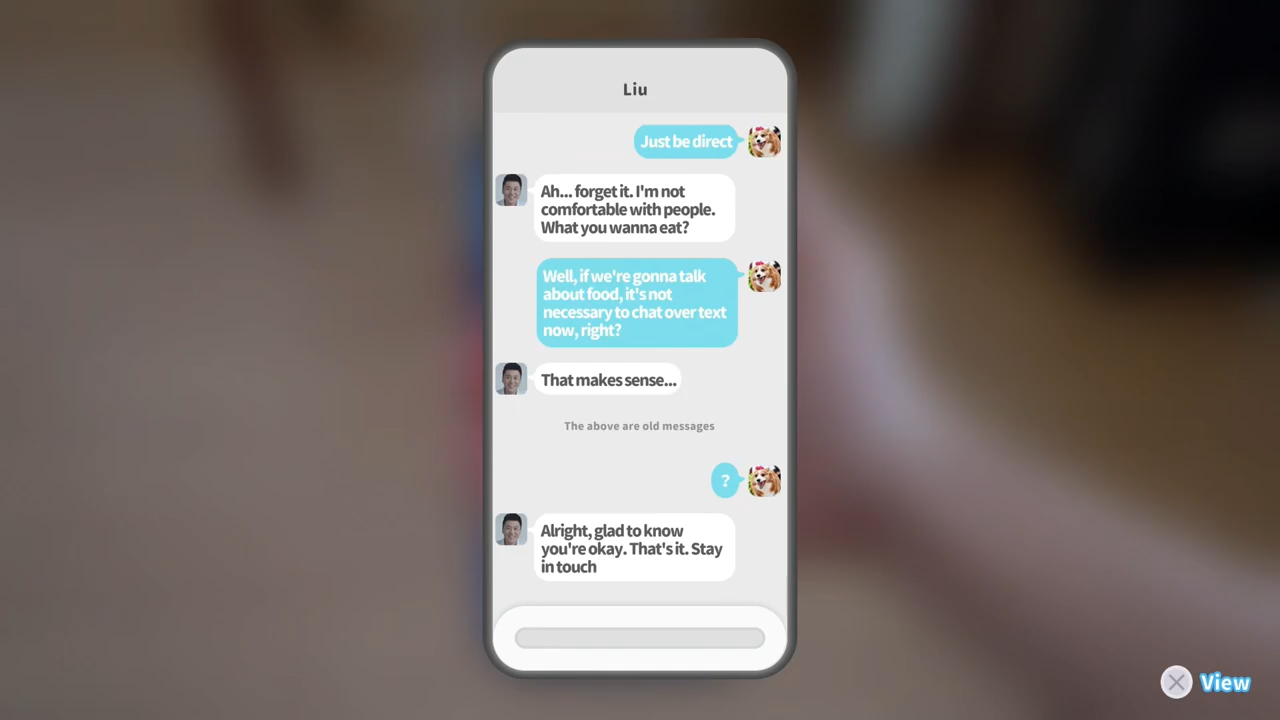 Liu
Just be direct
Ah... forget it. I'm not
comfortable with people.
What you wanna eat?
Well, if we're gonna talk
about food, it's not
necessary to chat over text
now, right?
That makes sense...
The above are old messages
?
Alright, glad to know
you're okay. That's it. Stay
in touch
View